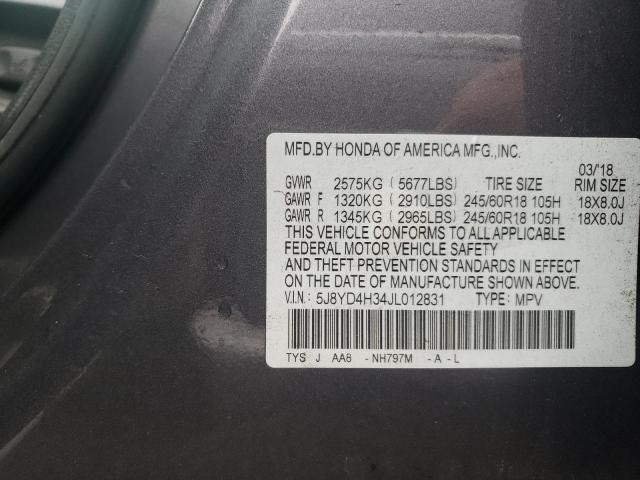 MFD.BY HONDA OF AMERICA MFG.,INC.
03/'18
GVWR 2575KG (5677LBS) TIRE SIZE RIM SIZE
GAWR F 1320KG (2910LBS) 245/60R18 105H 18X8.0J
GAWR R 1345KG (2965LBS) 245/60R18 105H 18X8.0J
THIS VEHICLE CONFORMS TO ALL APPLICABLE
FEDERAL MOTOR VEHICLE SAFETY
AND THEFT PREVENTION STANDARDS IN EFFECT
ON THE DATE OF MANUFACTURE SHOWN ABOVE.
V.I.N.: 5J8YD4H34JL012831 TYPE: MPV
TYS J AA8 -NH797M -A-L